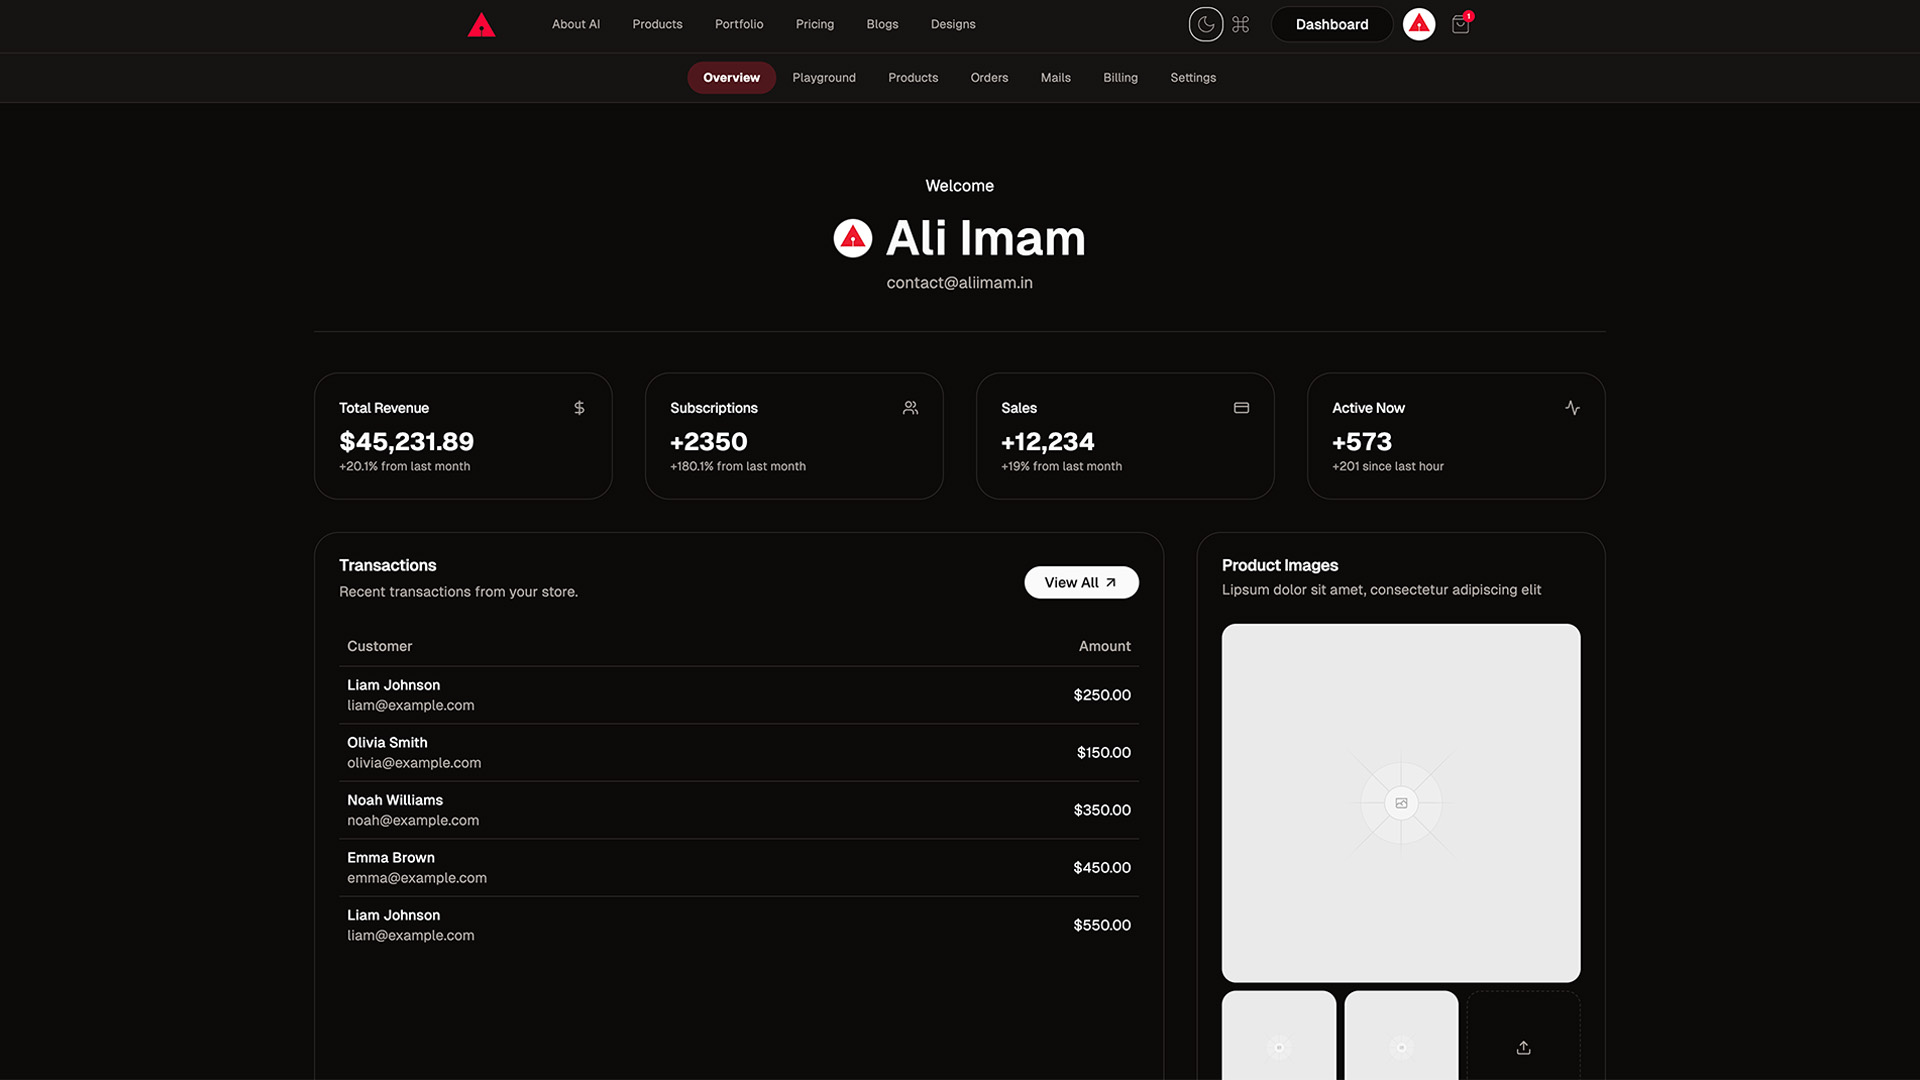 About AI Products Portfolio Pricing Blogs Designs Dashboard 1
Overview Playground Products Orders Mails Billing Settings
Welcome
Ali Imam
contact@aliimam.in
Total Revenue
$45,231.89
+20.1% from last month
Subscriptions
+2350
+180.1% from last month
Sales
+12,234
+19% from last month
Active Now
+573
+201 since last hour
Transactions
Recent transactions from your store.
View All
Customer Amount
Liam Johnson
liam@example.com
$250.00
Olivia Smith
olivia@example.com
$150.00
Noah Williams
noah@example.com
$350.00
Emma Brown
emma@example.com
$450.00
Liam Johnson
liam@example.com
$550.00
Product Images
Lipsum dolor sit amet, consectetur adipiscing elit